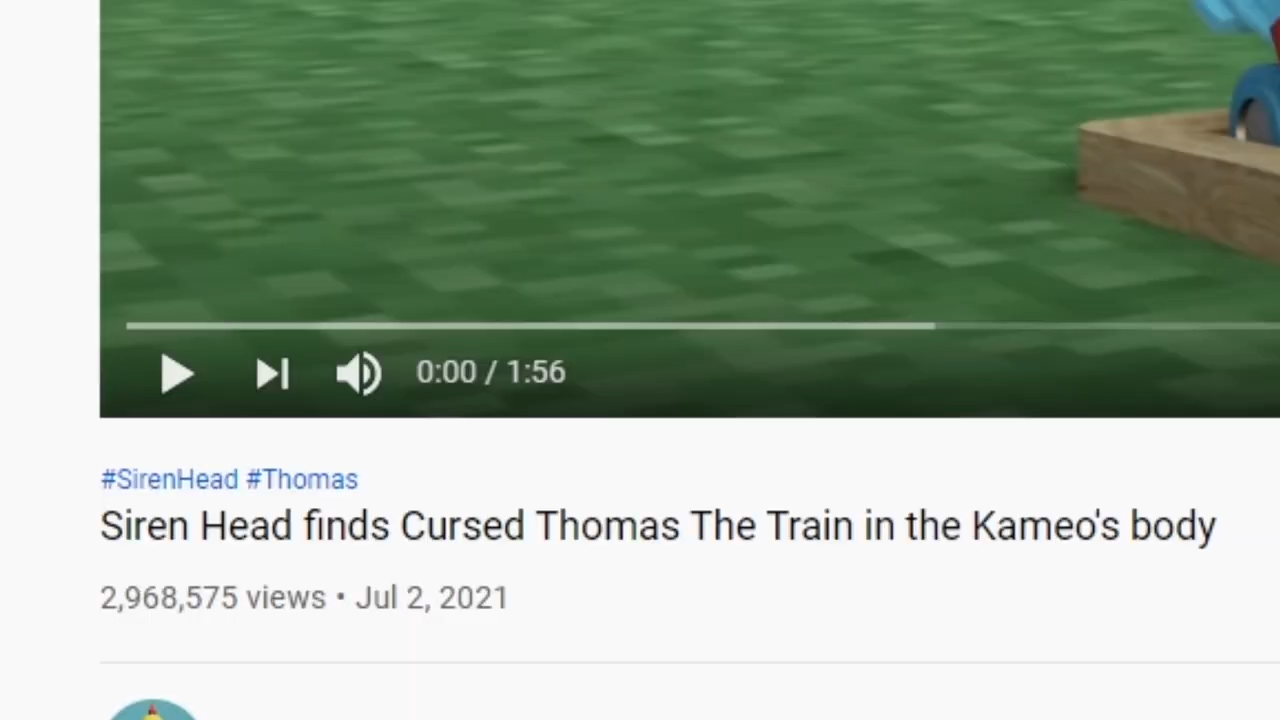 0:00 / 1:56
#SirenHead #Thomas
Siren Head finds Cursed Thomas The Train in the Kameo's body
2,968,575 views • Jul 2, 2021